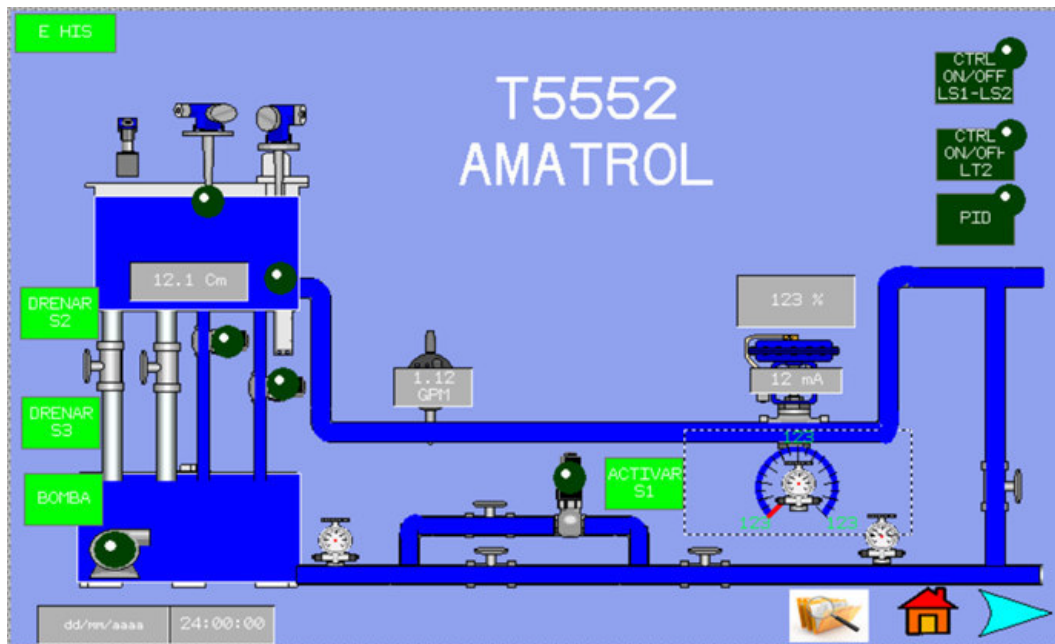 E HIS
T5552
AMATROL
CTRL
ON/OFF
LS1-LS2
CTRL
ON/OFF
LT2
PID
12.1 Cm
123 %
DRENAR
S2
1.12
GPM
12 mA
DRENAR
S3
123
ACTIVAR
S1
BOMBA
123
123
dd/mm/aaaa
24:00:00